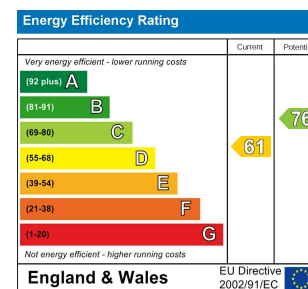 Energy Efficiency Rating
Current Potenti
Very energy efficient - lower running costs
(92 plus) A
(81-91) B
(69-80) C
(55-68) D
(39-54) E
(21-38) F
(1-20) G
61
76
Not energy efficient - higher running costs
England & Wales
EU Directive
2002/91/EC